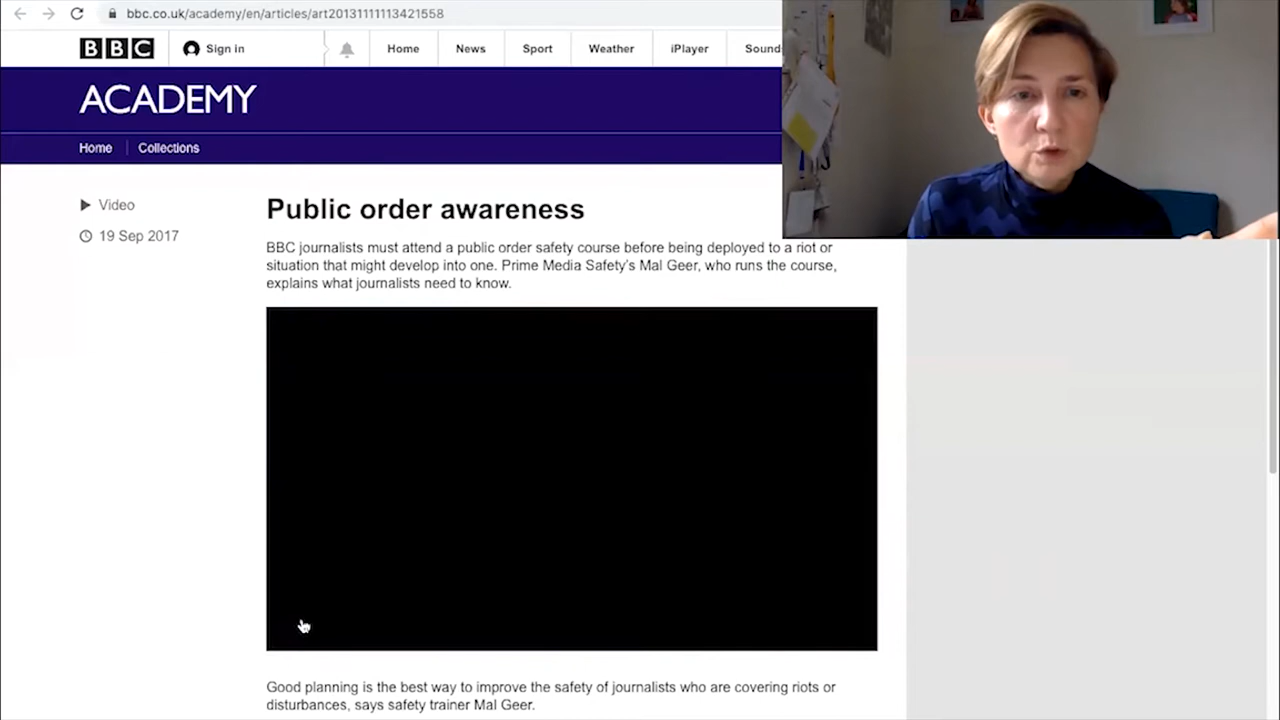 bbc.co.uk/academy/en/articles/art20131111113421558
BBC Sign in Home News Sport Weather iPlayer Sounds
ACADEMY
Home Collections
Video
19 Sep 2017
Public order awareness
BBC journalists must attend a public order safety course before being deployed to a riot or
situation that might develop into one. Prime Media Safety's Mal Geer, who runs the course,
explains what journalists need to know.
Good planning is the best way to improve the safety of journalists who are covering riots or
disturbances, says safety trainer Mal Geer.